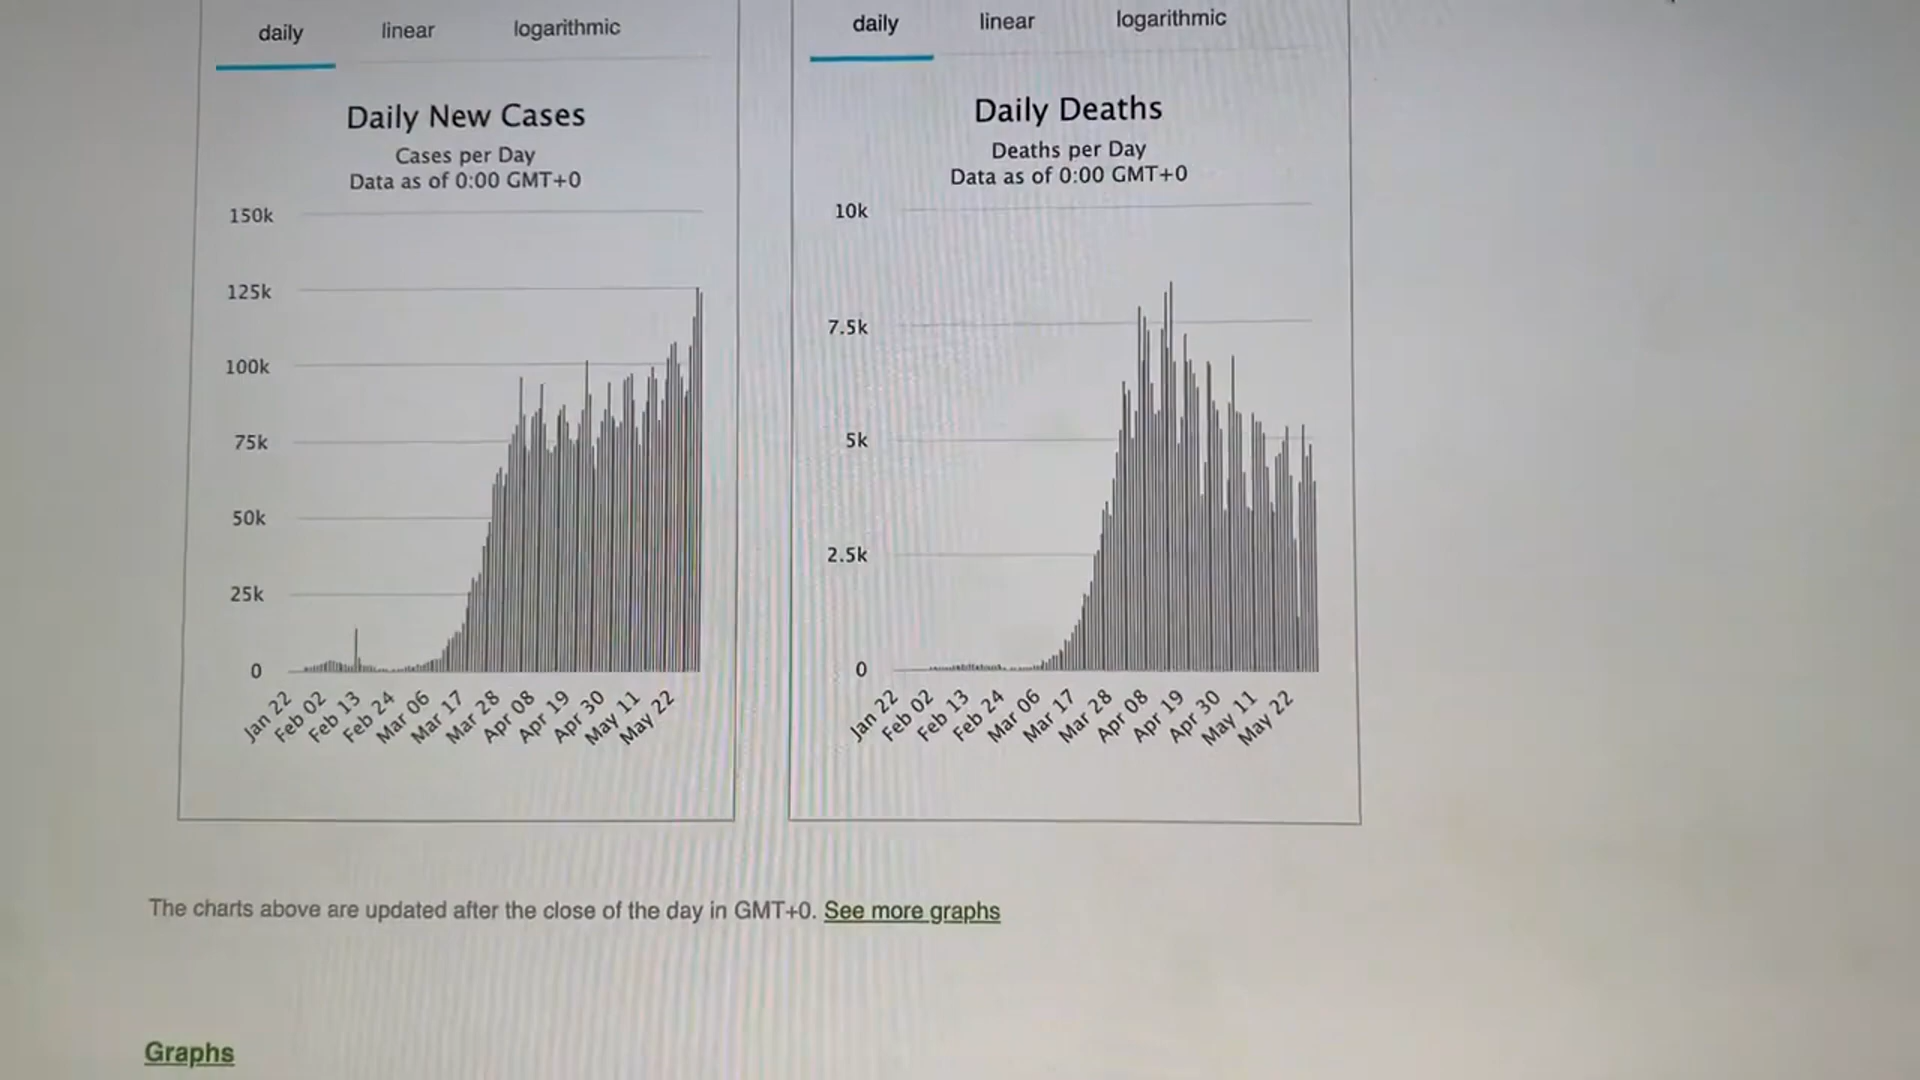 daily linear logarithmic
Daily New Cases
Cases per Day
Data as of 0:00 GMT+0
150k
125k
100k
75k
50k
25k
0
Jan 22 Feb 02 Feb 13 Feb 24 Mar 06 Mar 17 Mar 28 Apr 08 Apr 19 Apr 30 May 11 May 22
daily linear logarithmic
Daily Deaths
Deaths per Day
Data as of 0:00 GMT+0
10k
7.5k
5k
2.5k
0
Jan 22 Feb 02 Feb 13 Feb 24 Mar 06 Mar 17 Mar 28 Apr 08 Apr 19 Apr 30 May 11 May 22
The charts above are updated after the close of the day in GMT+0. See more graphs
Graphs